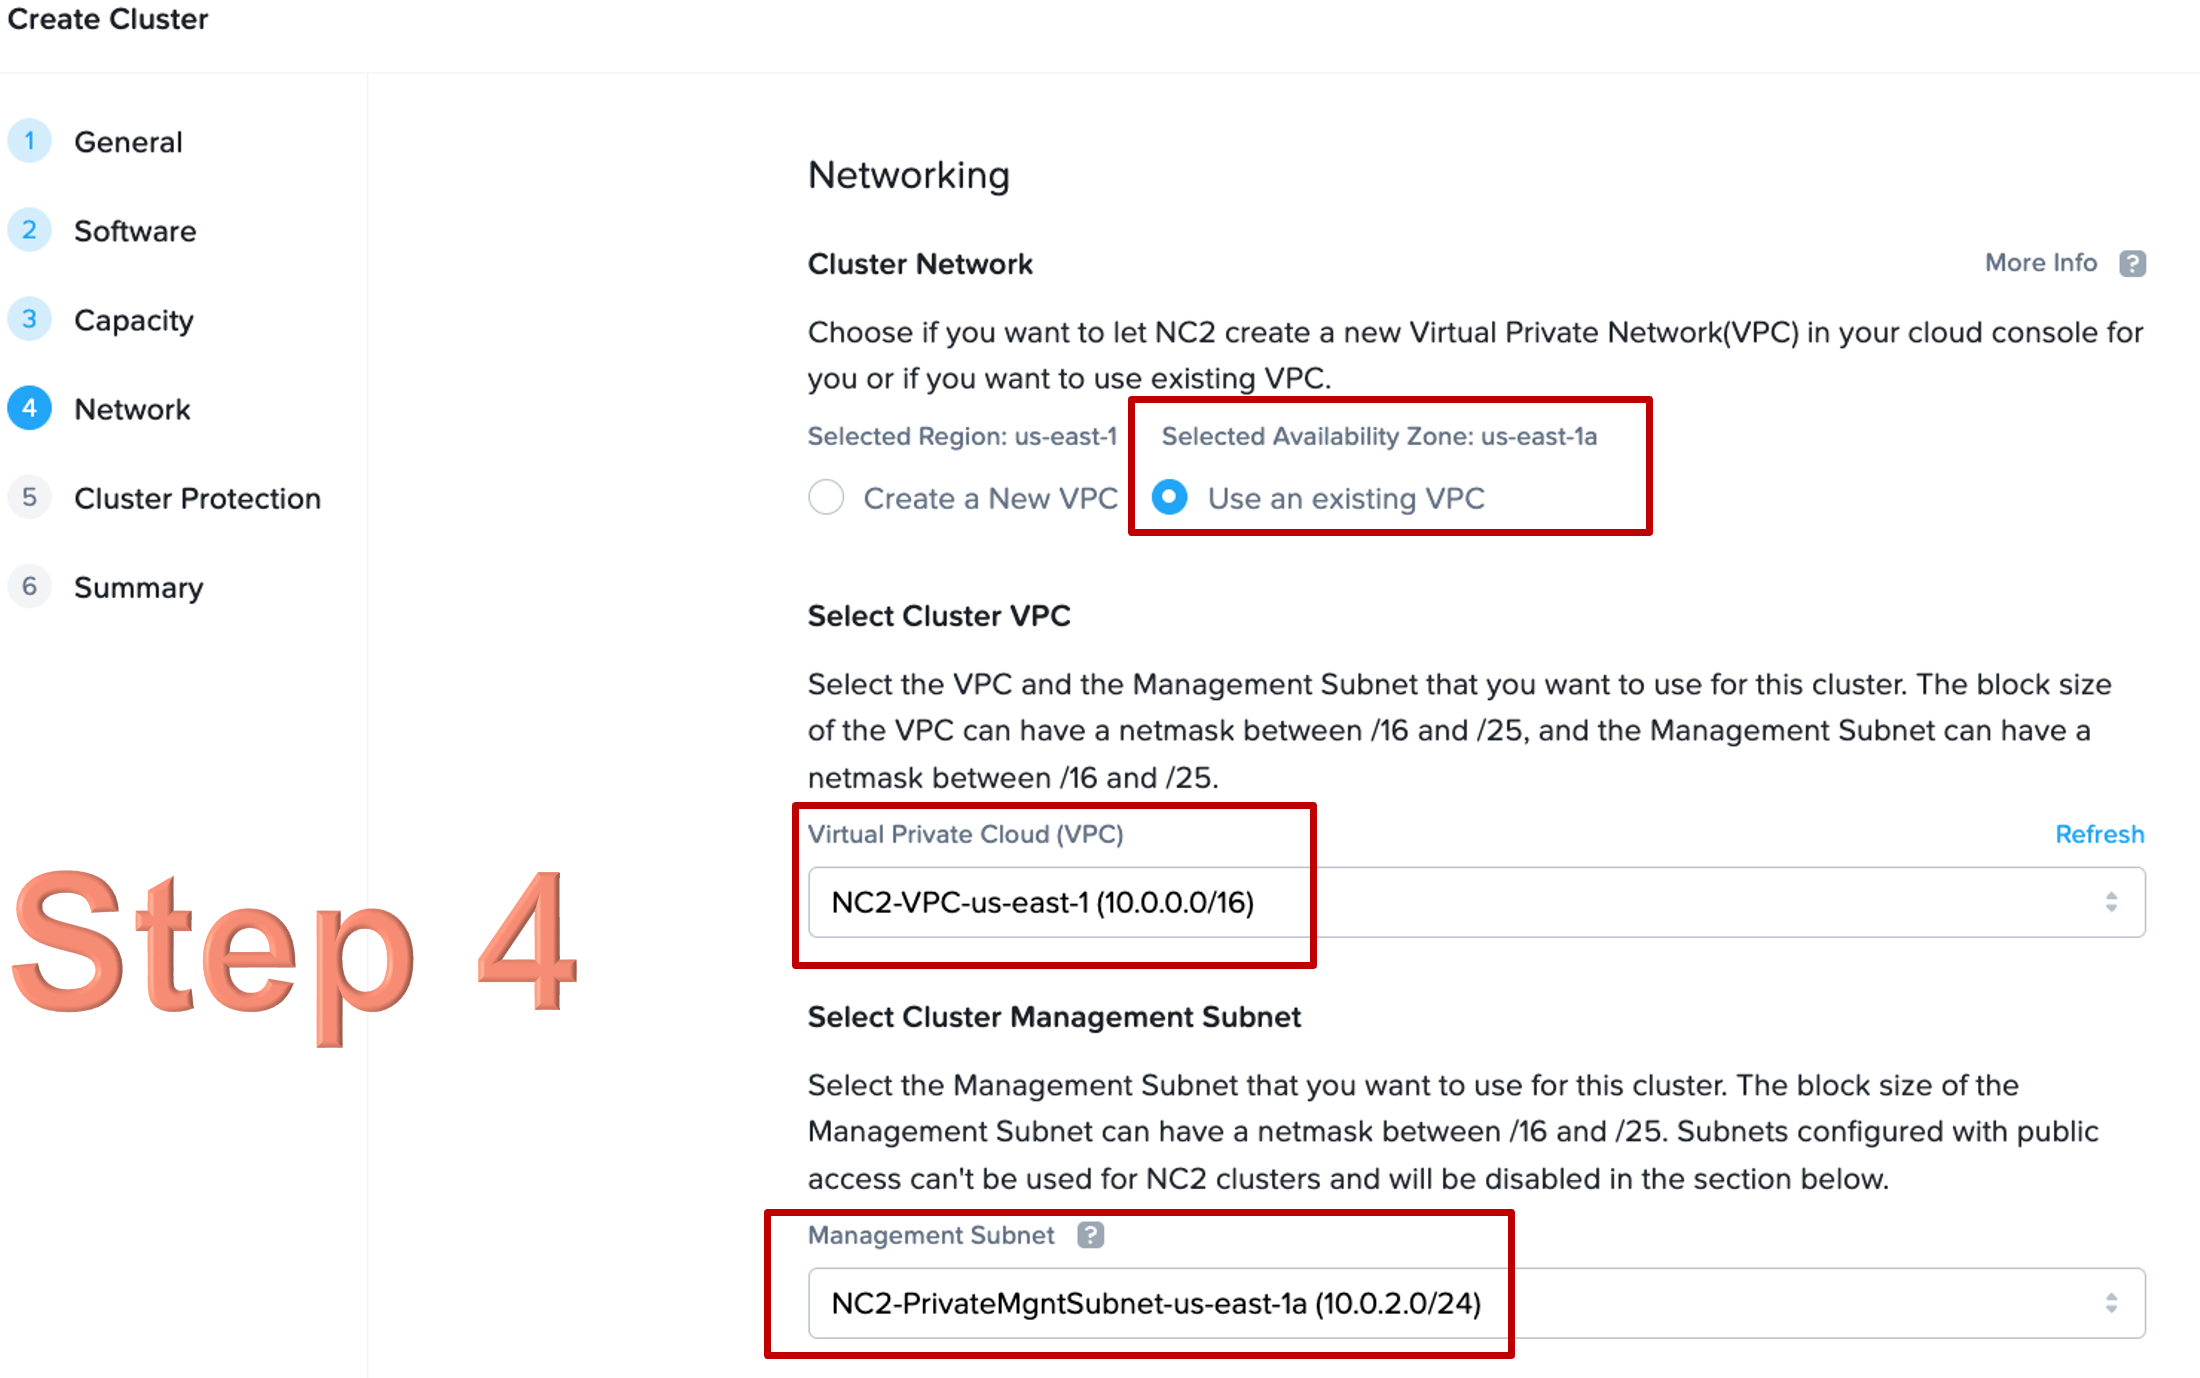 Create Cluster
1 General
2 Software
3 Capacity
4 Network
5 Cluster Protection
6 Summary
Step 4
Networking
Cluster Network
More Info ?
Choose if you want to let NC2 create a new Virtual Private Network(VPC) in your cloud console for
you or if you want to use existing VPC.
Selected Region: us-east-1 Selected Availability Zone: us-east-1a
Create a New VPC Use an existing VPC
Select Cluster VPC
Select the VPC and the Management Subnet that you want to use for this cluster. The block size
of the VPC can have a netmask between /16 and /25, and the Management Subnet can have a
netmask between /16 and /25.
Virtual Private Cloud (VPC) Refresh
NC2-VPC-us-east-1 (10.0.0.0/16)
Select Cluster Management Subnet
Select the Management Subnet that you want to use for this cluster. The block size of the
Management Subnet can have a netmask between /16 and /25. Subnets configured with public
access can't be used for NC2 clusters and will be disabled in the section below.
Management Subnet ?
NC2-PrivateMgntSubnet-us-east-1a (10.0.2.0/24)